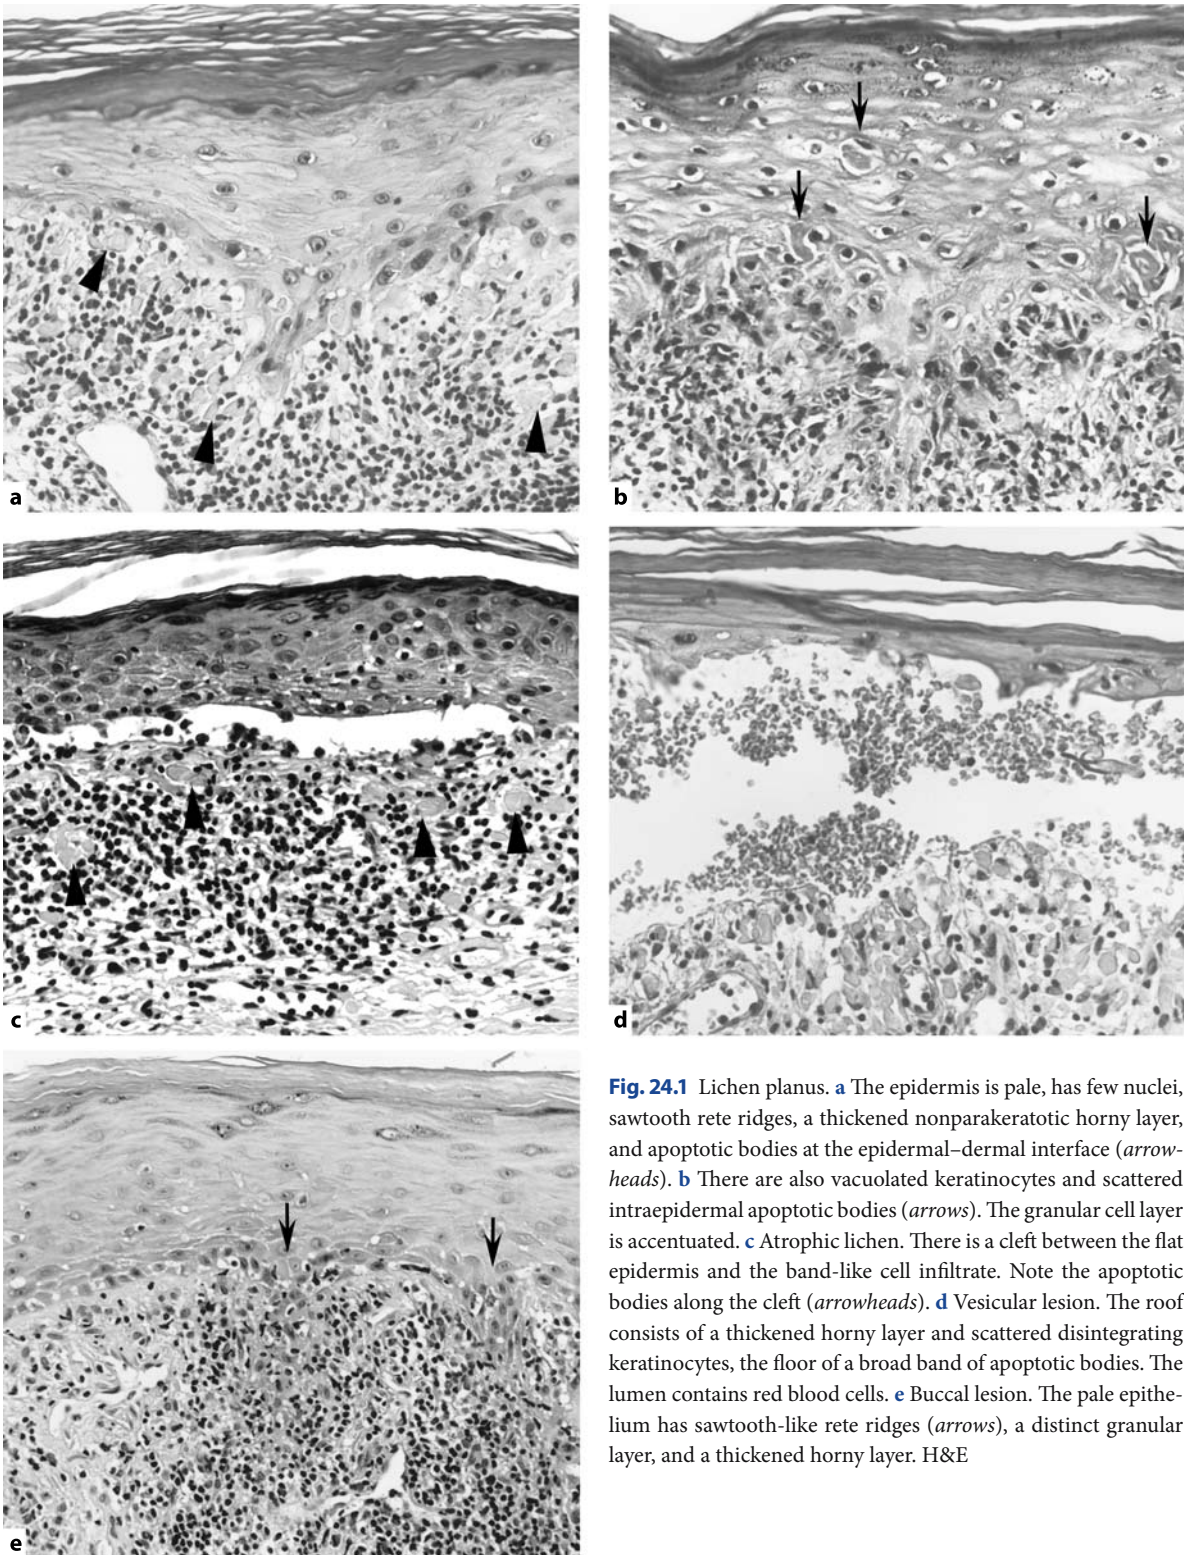 a
b
c
d
e
Fig. 24.1 Lichen planus. a The epidermis is pale, has few nuclei,
sawtooth rete ridges, a thickened nonparakeratotic horny layer,
and apoptotic bodies at the epidermal–dermal interface (arrow-
heads). b There are also vacuolated keratinocytes and scattered
intraepidermal apoptotic bodies (arrows). The granular cell layer
is accentuated. c Atrophic lichen. There is a cleft between the flat
epidermis and the band-like cell infiltrate. Note the apoptotic
bodies along the cleft (arrowheads). d Vesicular lesion. The roof
consists of a thickened horny layer and scattered disintegrating
keratinocytes, the floor of a broad band of apoptotic bodies. The
lumen contains red blood cells. e Buccal lesion. The pale epithe-
lium has sawtooth-like rete ridges (arrows), a distinct granular
layer, and a thickened horny layer. H&E